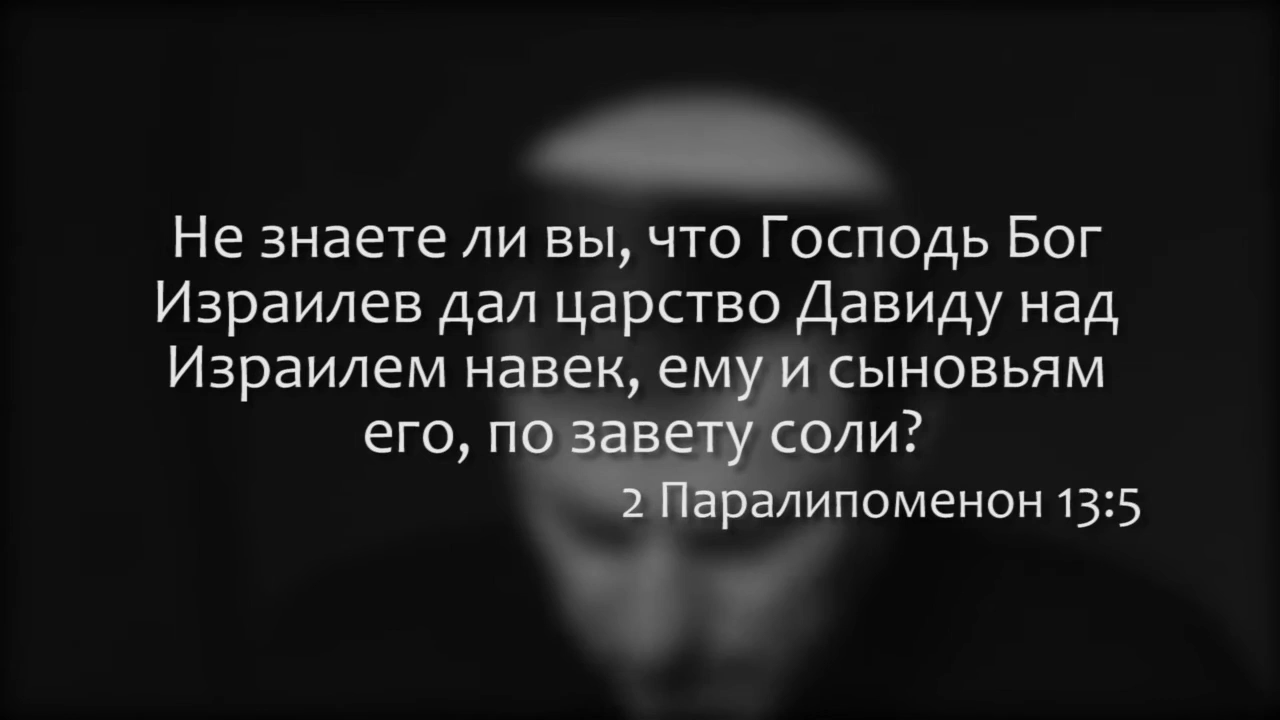 Не знаете ли вы, что Господь Бог
Израилев дал царство Давиду над
Израилем навек, ему и сыновьям
его, по завету соли?
2 Паралипоменон 13:5